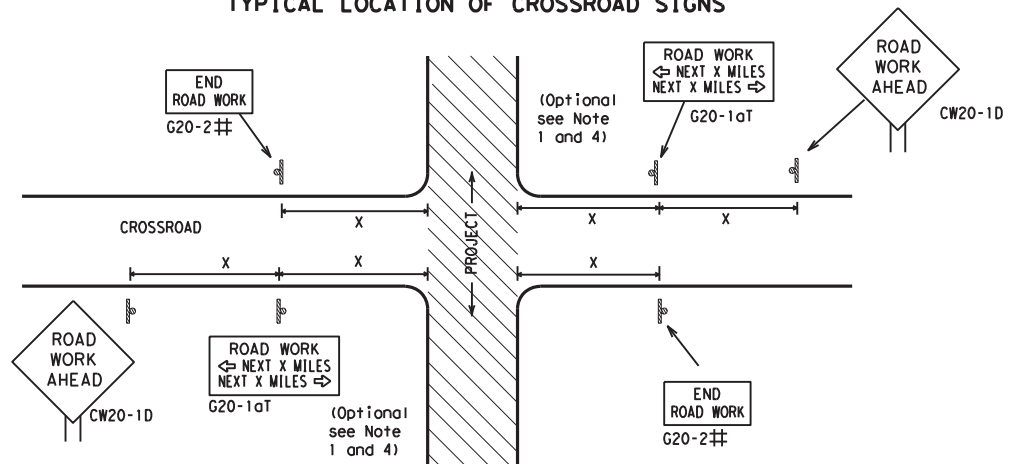 TYPICAL LOCATION OF CROSSROAD SIGNS
END
ROAD WORK
G20-2⌗
(Optional
see Note
1 and 4)
ROAD WORK
⇦ NEXT X MILES
NEXT X MILES ⇨
G20-1aT
ROAD
WORK
AHEAD
CW20-1D
X
X
X
CROSSROAD
PROJECT
X
X
X
ROAD
WORK
AHEAD
CW20-1D
ROAD WORK
⇦ NEXT X MILES
NEXT X MILES ⇨
G20-1aT
(Optional
see Note
1 and 4)
END
ROAD WORK
G20-2⌗